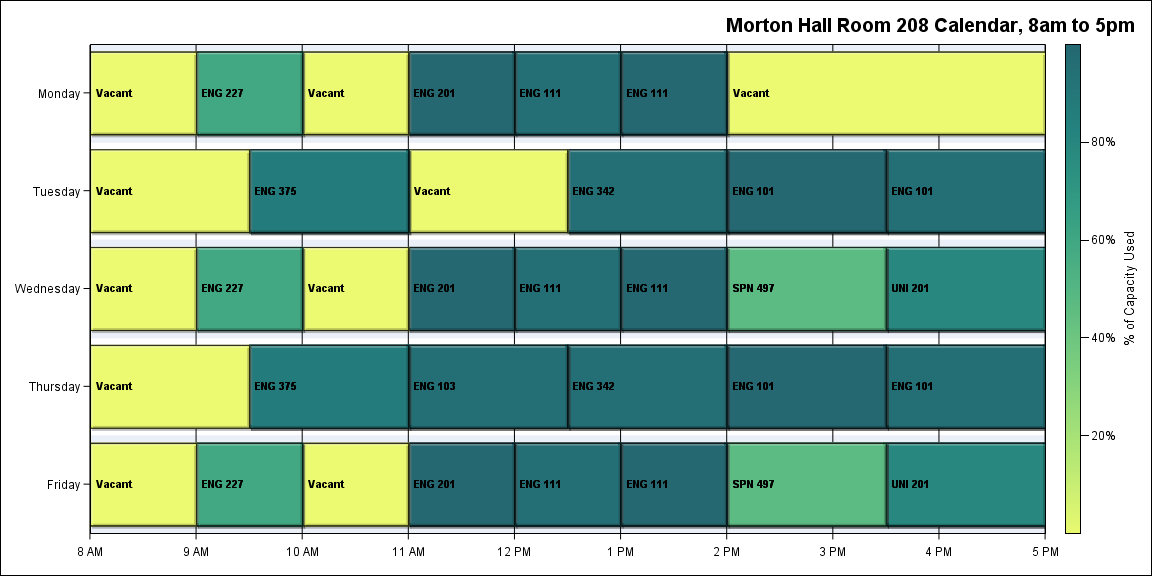 Morton Hall Room 208 Calendar, 8am to 5pm
Monday
Vacant
ENG 227
Vacant
ENG 201
ENG 111
ENG 111
Vacant
Tuesday
Vacant
ENG 375
Vacant
ENG 342
ENG 101
ENG 101
Wednesday
Vacant
ENG 227
Vacant
ENG 201
ENG 111
ENG 111
SPN 497
UNI 201
Thursday
Vacant
ENG 375
ENG 103
ENG 342
ENG 101
ENG 101
Friday
Vacant
ENG 227
Vacant
ENG 201
ENG 111
ENG 111
SPN 497
UNI 201
8 AM
9 AM
10 AM
11 AM
12 PM
1 PM
2 PM
3 PM
4 PM
5 PM
80%
60%
40%
20%
% of Capacity Used